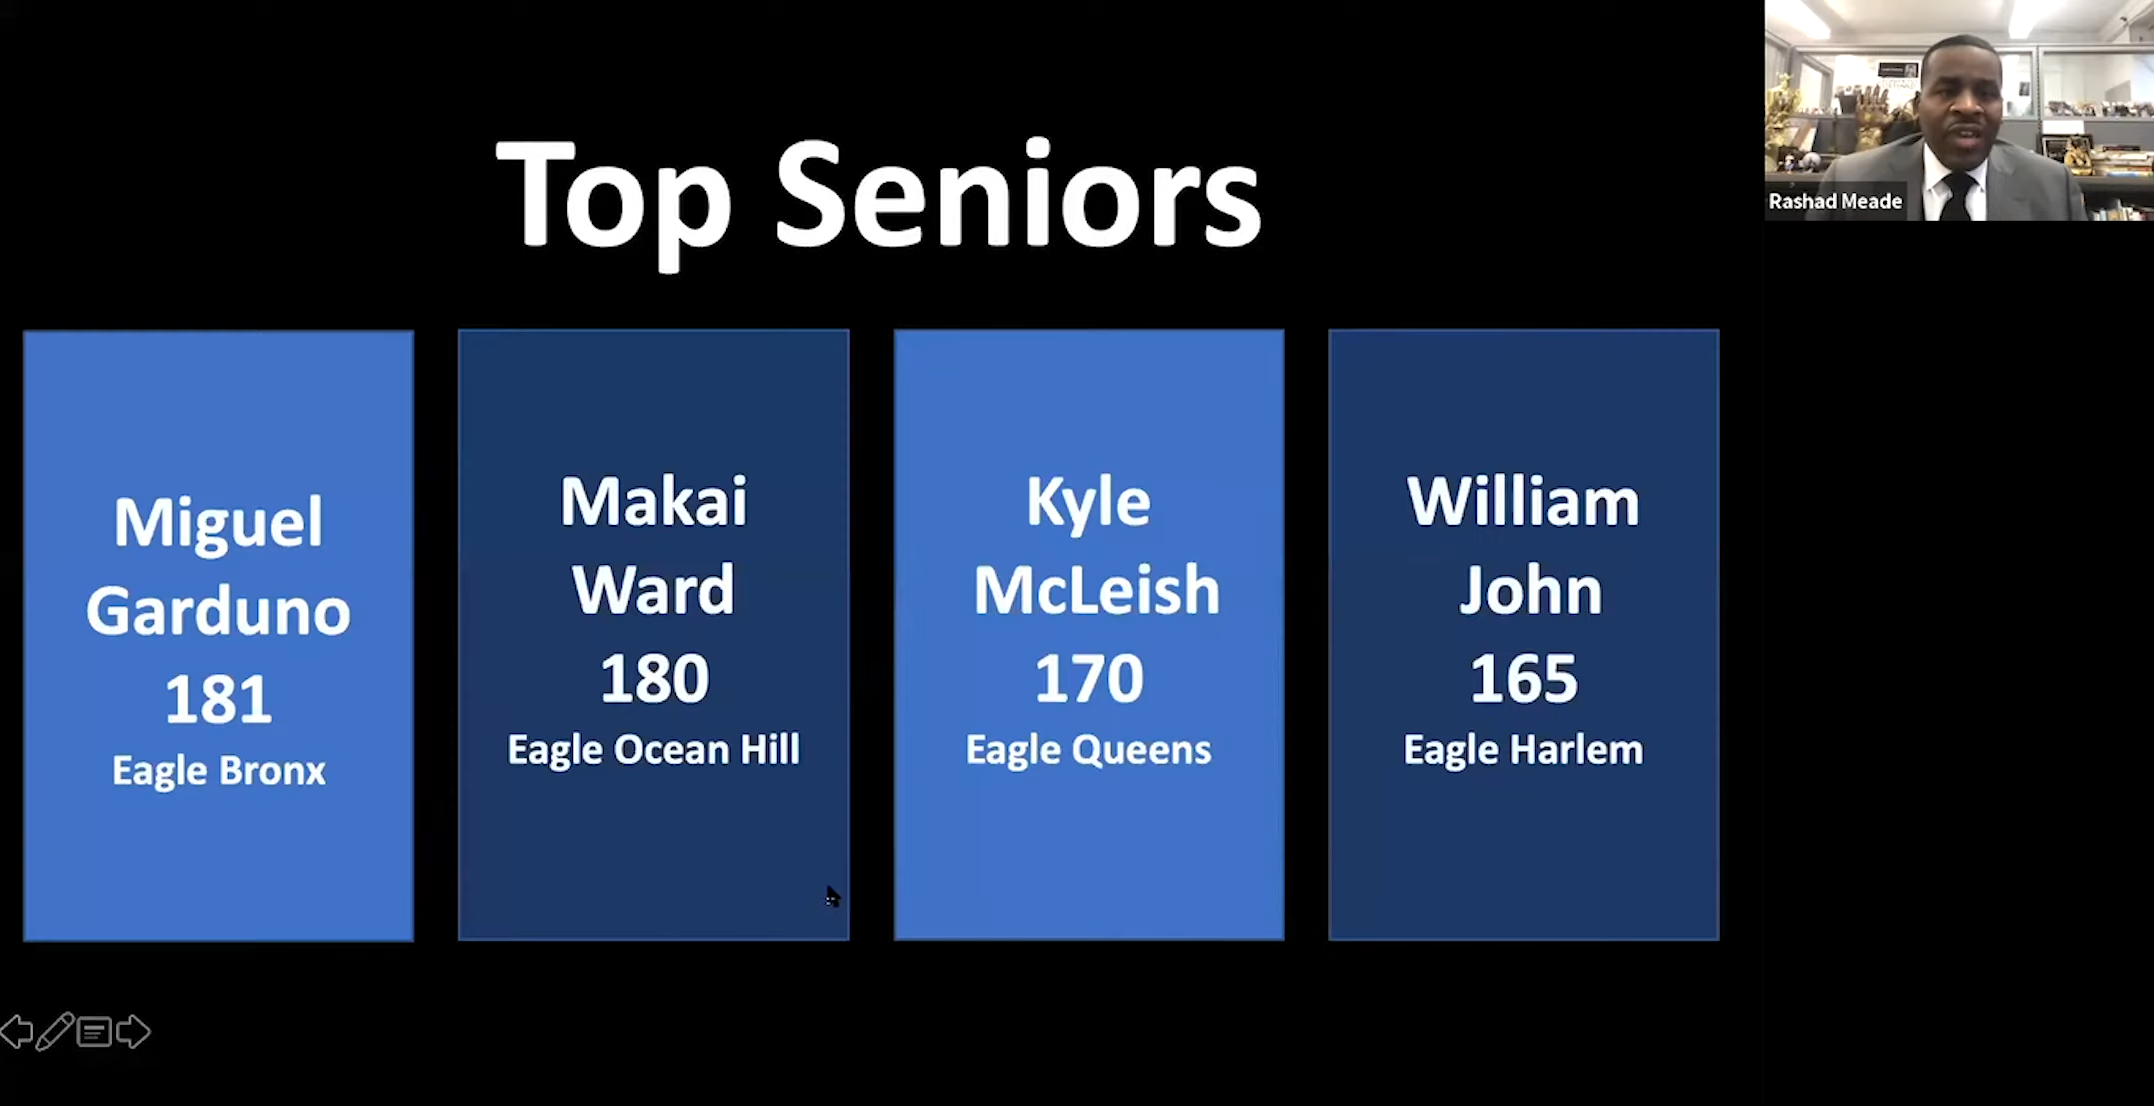 Top Seniors
Miguel
Garduno
181
Eagle Bronx
Makai
Ward
180
Eagle Ocean Hill
Kyle
McLeish
170
Eagle Queens
William
John
165
Eagle Harlem
Rashad Meade